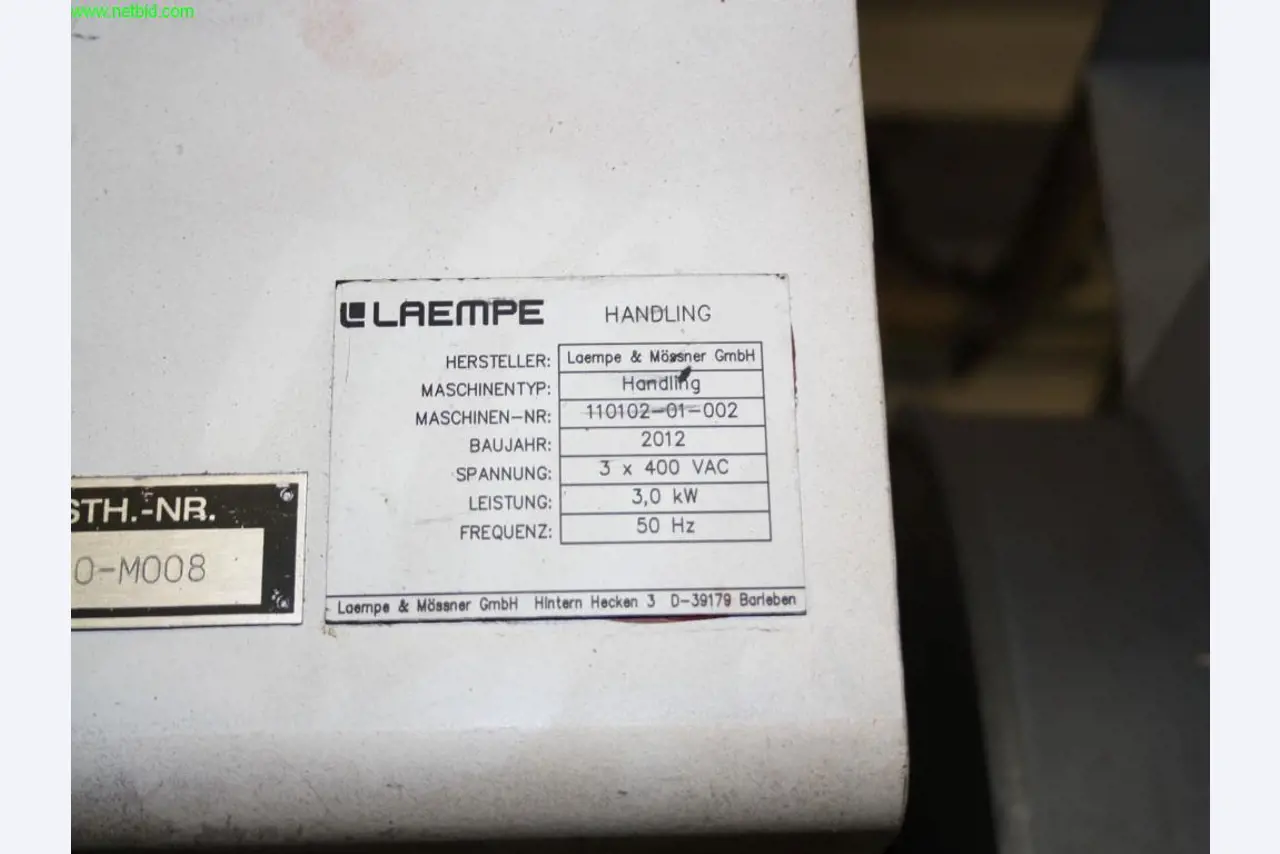 www.netbid.com
LAEMPE HANDLING
HERSTELLER: Laempe & Mössner GmbH
MASCHINENTYP: Handling
MASCHINEN-NR: 110102-01-002
BAUJAHR: 2012
SPANNUNG: 3 x 400 VAC
LEISTUNG: 3,0 kW
FREQUENZ: 50 Hz
STH.-NR.
0-M008
Laempe & Mössner GmbH Hintern Hecken 3 D-39179 Barleben